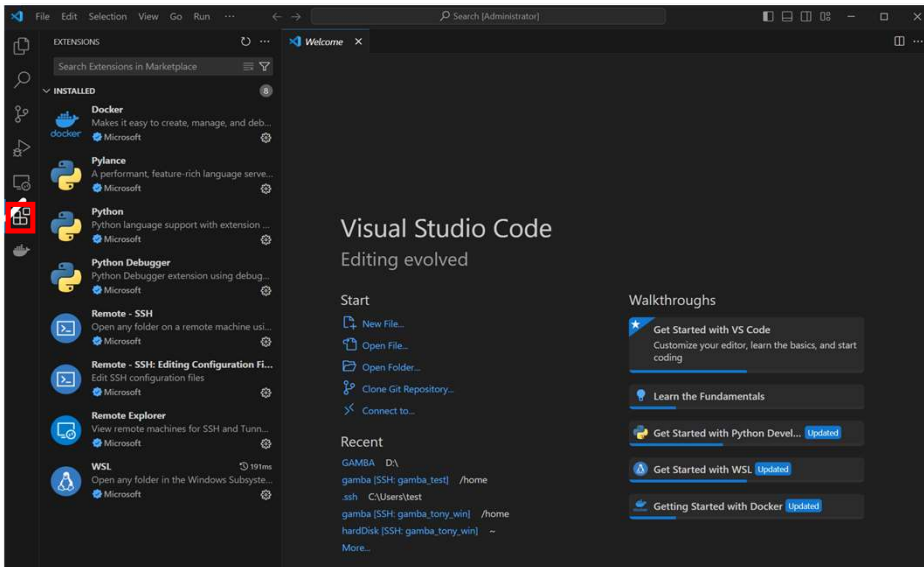 File Edit Selection View Go Run ···
Search [Administrator]
EXTENSIONS
Welcome
Search Extensions in Marketplace
INSTALLED 8
Docker
Makes it easy to create, manage, and deb...
docker
Microsoft
Pylance
A performant, feature-rich language serve...
Microsoft
Python
Python language support with extension ...
Microsoft
Python Debugger
Python Debugger extension using debug...
Microsoft
Remote - SSH
Open any folder on a remote machine usi...
Microsoft
Remote - SSH: Editing Configuration Fi...
Edit SSH configuration files
Microsoft
Remote Explorer
View remote machines for SSH and Tunn...
Microsoft
WSL 191ms
Open any folder in the Windows Subsyste...
Microsoft
Visual Studio Code
Editing evolved
Start
New File...
Open File...
Open Folder...
Clone Git Repository...
Connect to...
Recent
GAMBA D:\
gamba [SSH: gamba_test] /home
.ssh C:\Users\test
gamba [SSH: gamba_tony_win] /home
hardDisk [SSH: gamba_tony_win] ~
More...
Walkthroughs
Get Started with VS Code
Customize your editor, learn the basics, and start
coding
Learn the Fundamentals
Get Started with Python Devel... Updated
Get Started with WSL Updated
Getting Started with Docker Updated